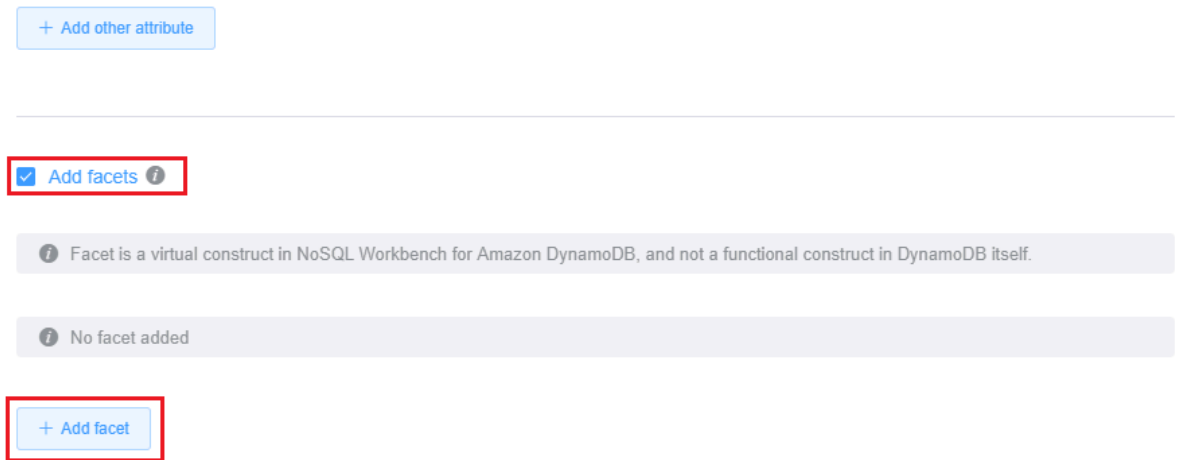 + Add other attribute
Add facets
Facet is a virtual construct in NoSQL Workbench for Amazon DynamoDB, and not a functional construct in DynamoDB itself.
No facet added
+ Add facet